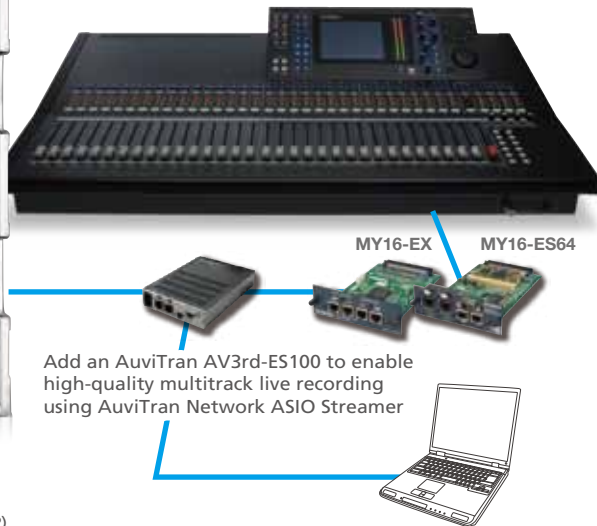 MY16-EX MY16-ES64
Add an AuviTran AV3rd-ES100 to enable
high-quality multitrack live recording
using AuviTran Network ASIO Streamer